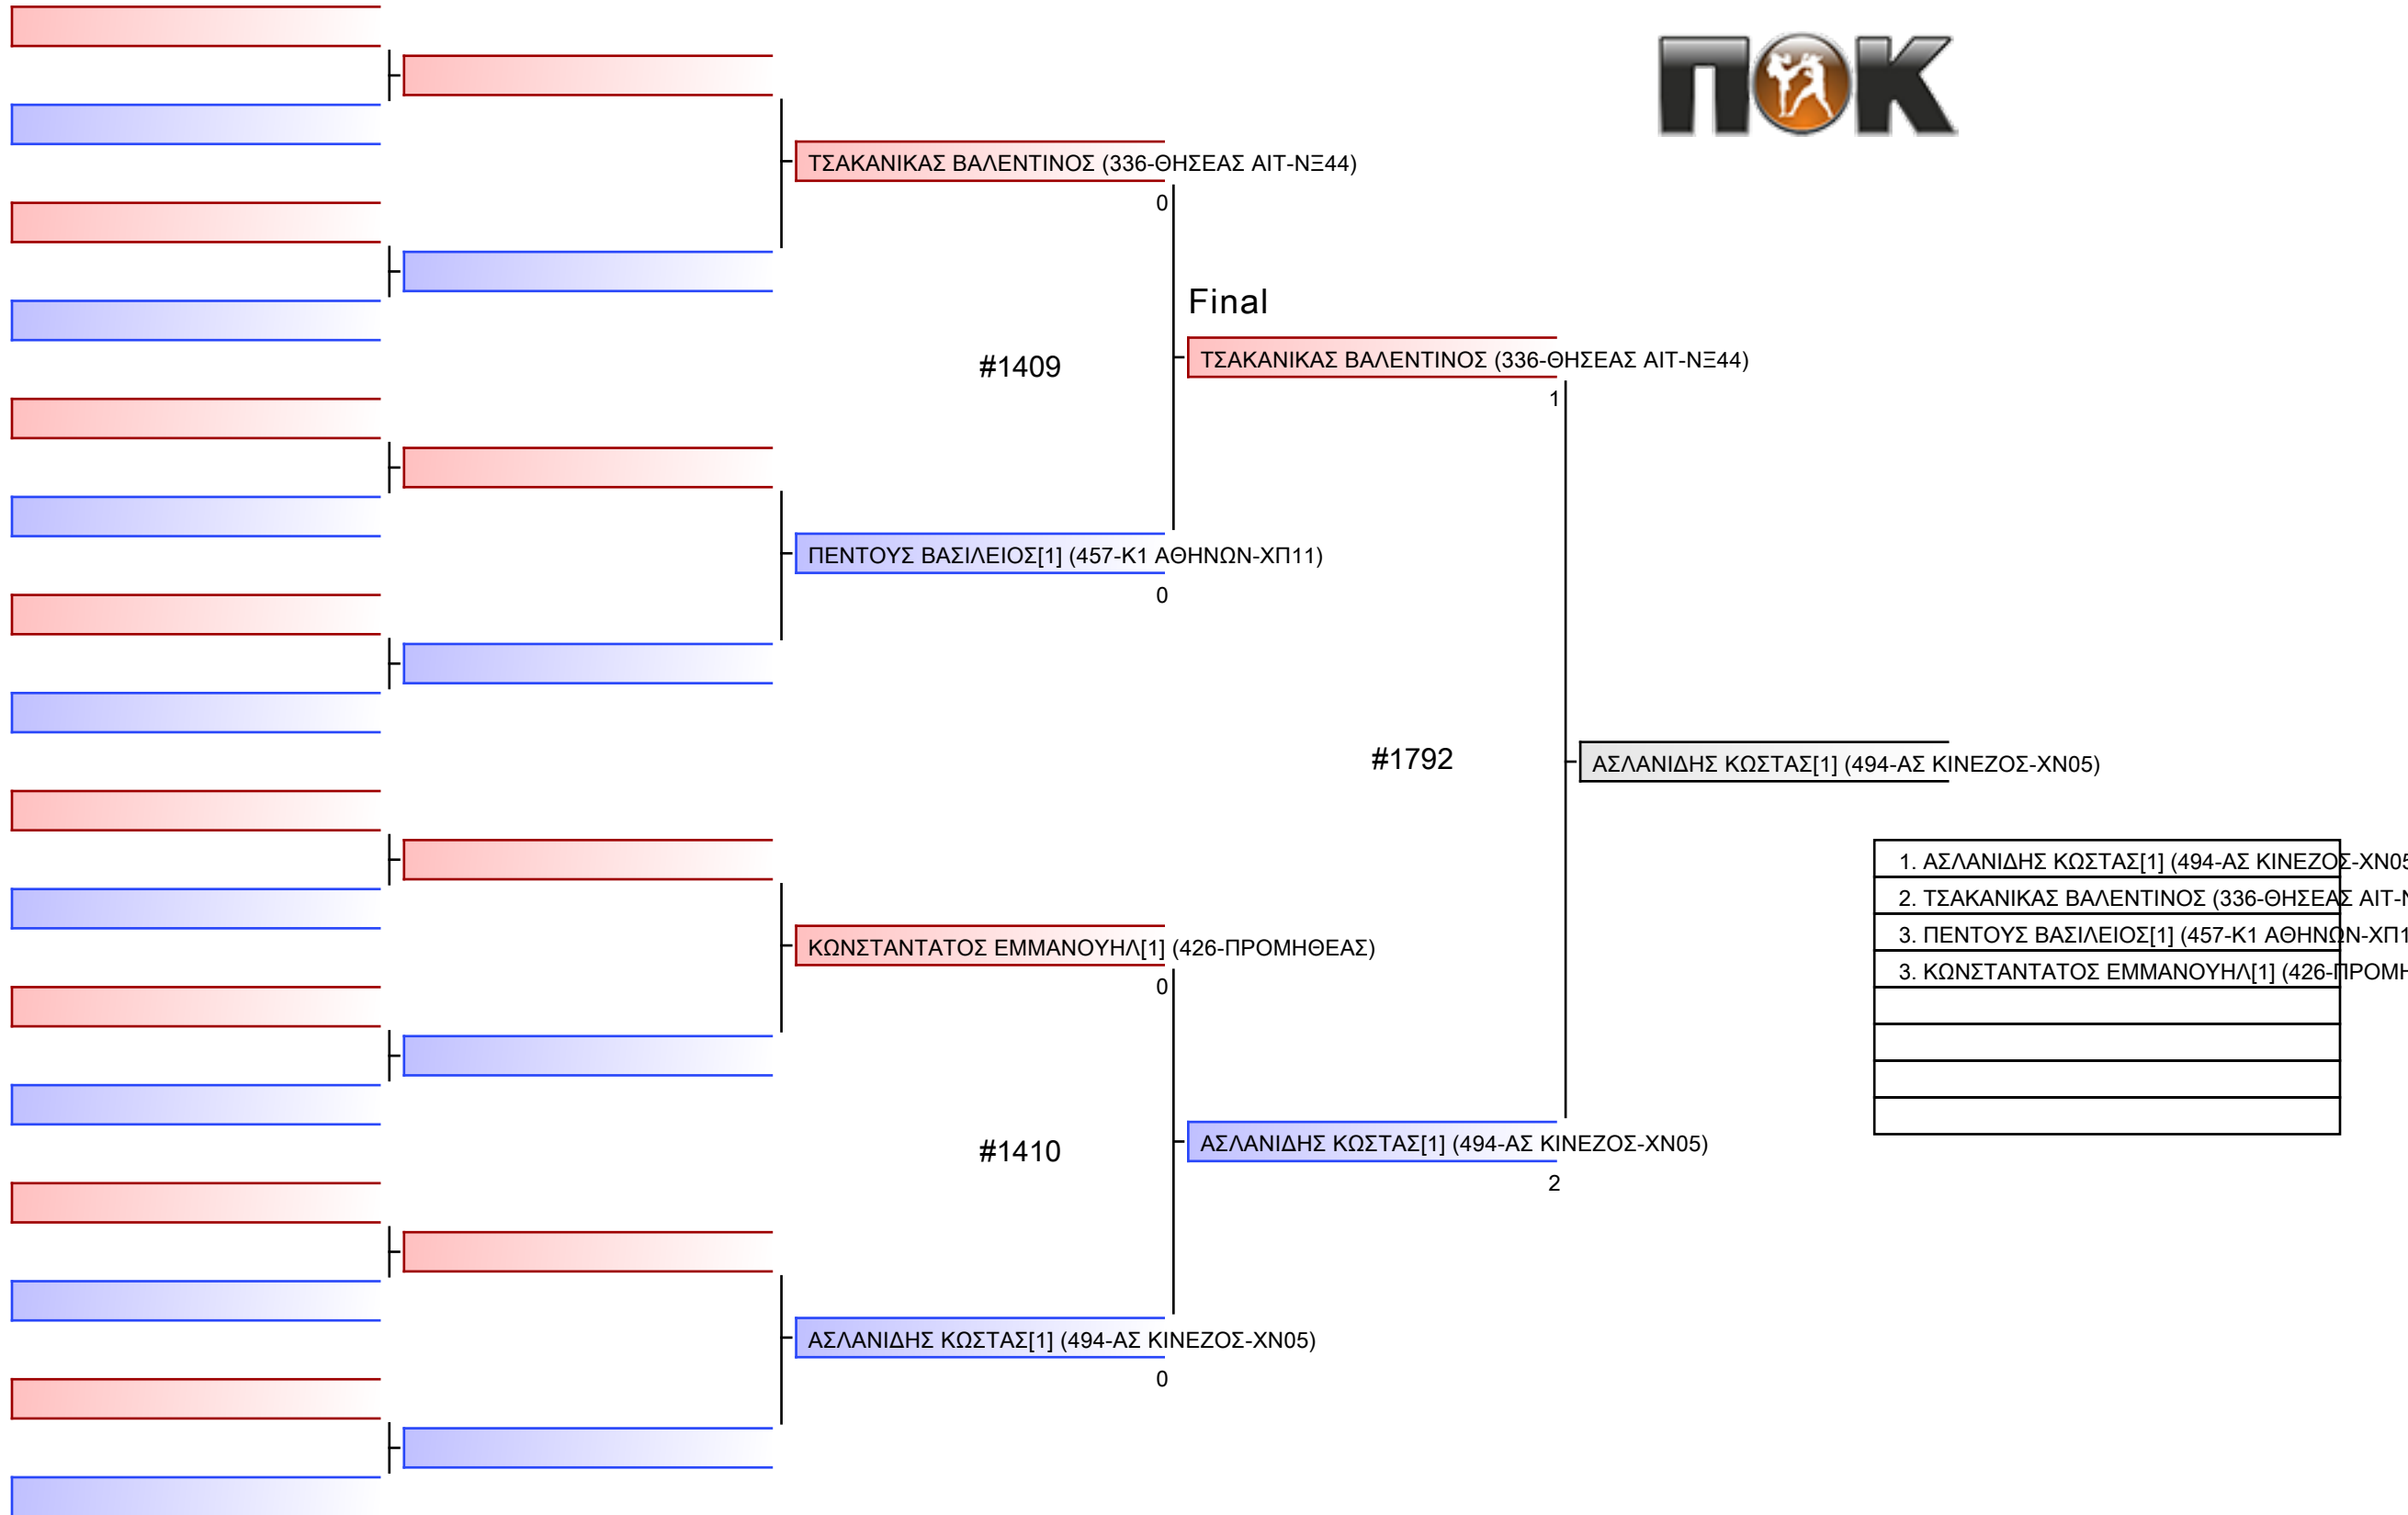 ΠΟΚ
ΤΣΑΚΑΝΙΚΑΣ ΒΑΛΕΝΤΙΝΟΣ (336-ΘΗΣΕΑΣ ΑΙΤ-ΝΞ44)
0
Final
#1409
ΤΣΑΚΑΝΙΚΑΣ ΒΑΛΕΝΤΙΝΟΣ (336-ΘΗΣΕΑΣ ΑΙΤ-ΝΞ44)
1
ΠΕΝΤΟΥΣ ΒΑΣΙΛΕΙΟΣ[1] (457-Κ1 ΑΘΗΝΩΝ-ΧΠ11)
0
#1792
ΑΣΛΑΝΙΔΗΣ ΚΩΣΤΑΣ[1] (494-ΑΣ ΚΙΝΕΖΟΣ-ΧΝ05)
1. ΑΣΛΑΝΙΔΗΣ ΚΩΣΤΑΣ[1] (494-ΑΣ ΚΙΝΕΖΟΣ-ΧΝ05
2. ΤΣΑΚΑΝΙΚΑΣ ΒΑΛΕΝΤΙΝΟΣ (336-ΘΗΣΕΑΣ ΑΙΤ-Ν
3. ΠΕΝΤΟΥΣ ΒΑΣΙΛΕΙΟΣ[1] (457-Κ1 ΑΘΗΝΩΝ-ΧΠ1
3. ΚΩΝΣΤΑΝΤΑΤΟΣ ΕΜΜΑΝΟΥΗΛ[1] (426-ΠΡΟΜΗ
ΚΩΝΣΤΑΝΤΑΤΟΣ ΕΜΜΑΝΟΥΗΛ[1] (426-ΠΡΟΜΗΘΕΑΣ)
0
#1410
ΑΣΛΑΝΙΔΗΣ ΚΩΣΤΑΣ[1] (494-ΑΣ ΚΙΝΕΖΟΣ-ΧΝ05)
2
ΑΣΛΑΝΙΔΗΣ ΚΩΣΤΑΣ[1] (494-ΑΣ ΚΙΝΕΖΟΣ-ΧΝ05)
0